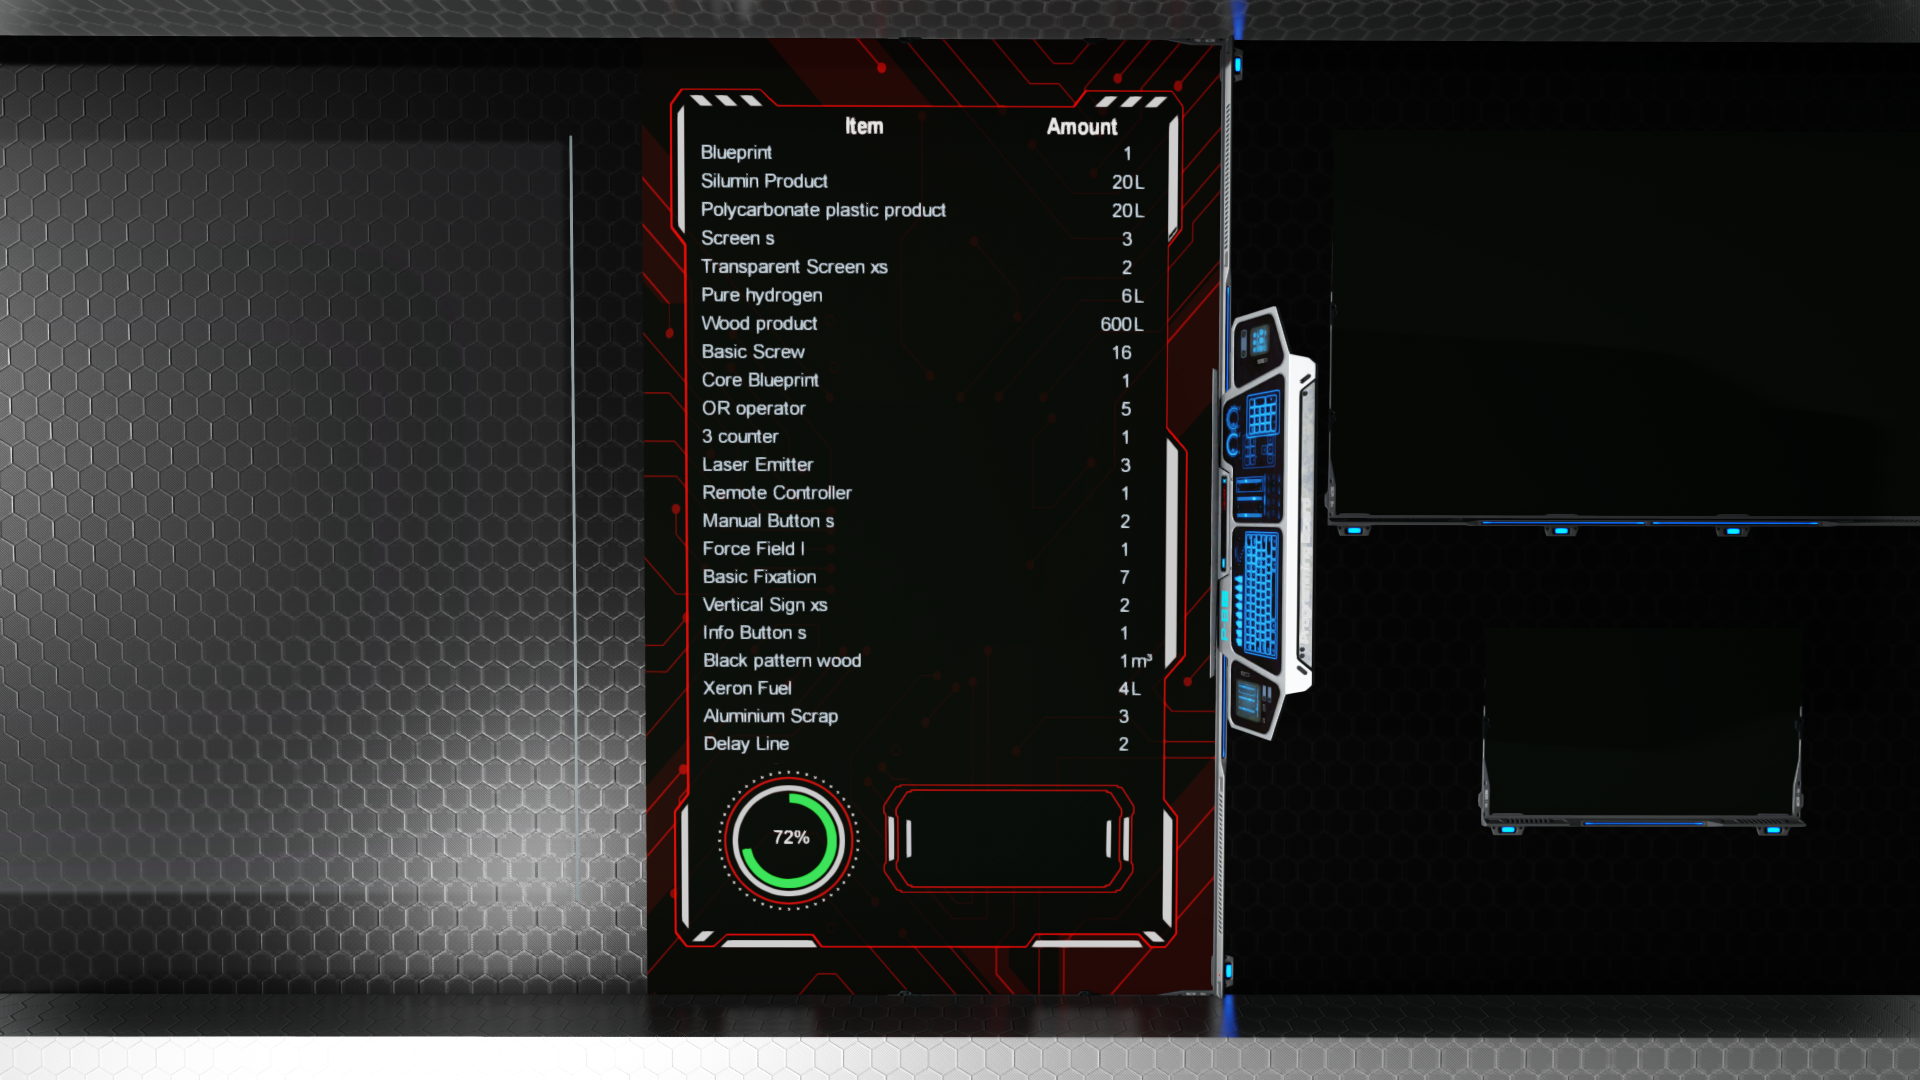 Item Amount
Blueprint 1
Silumin Product 20L
Polycarbonate plastic product 20L
Screen s 3
Transparent Screen xs 2
Pure hydrogen 6L
Wood product 600L
Basic Screw 16
Core Blueprint 1
OR operator 5
3 counter 1
Laser Emitter 3
Remote Controller 1
Manual Button s 2
Force Field I 1
Basic Fixation 7
Vertical Sign xs 2
Info Button s 1
Black pattern wood 1m³
Xeron Fuel 4L
Aluminium Scrap 3
Delay Line 2
72%